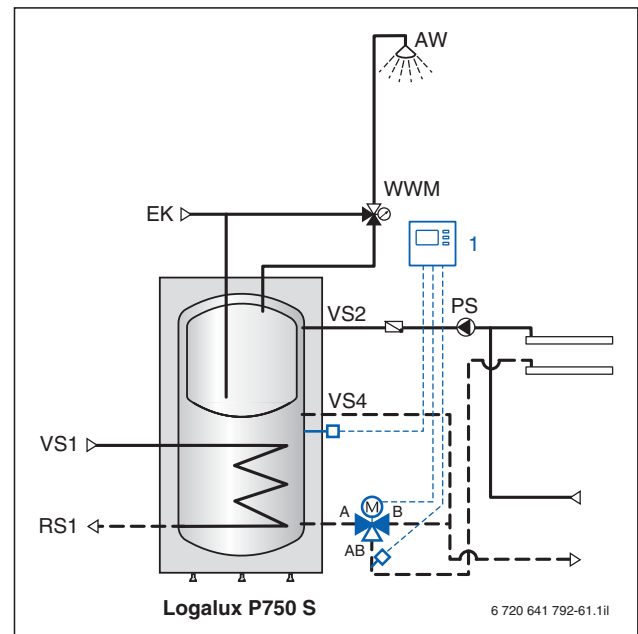 AW
WWM
EK
1
PS
VS2
VS4
VS1
M
A
B
RS1
AB
Logalux P750 S
6 720 641 792-61.1il